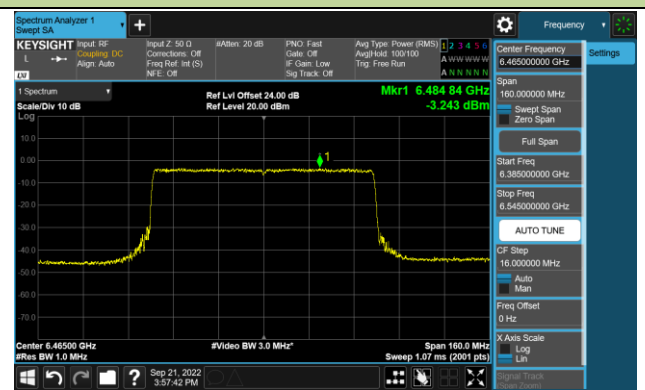 Spectrum Analyzer 1
Swept SA
Frequency
KEYSIGHT
L
LXI
Input: RF
Coupling: DC
Align: Auto
Input Z: 50 Ω
Corrections: Off
Freq Ref: Int (S)
NFE: Off
#Atten: 20 dB
PNO: Fast
Gate: Off
IF Gain: Low
Sig Track: Off
Avg Type: Power (RMS)
Avg|Hold: 100/100
Trig: Free Run
1 2 3 4 5 6
A W W W W W
A N N N N N
Center Frequency
6.465000000 GHz
Settings
1 Spectrum
Scale/Div 10 dB
Log
Ref Lvl Offset 24.00 dB
Ref Level 20.00 dBm
Mkr1 6.484 84 GHz
-3.243 dBm
Span
160.000000 MHz
Swept Span
Zero Span
Full Span
Start Freq
6.385000000 GHz
Stop Freq
6.545000000 GHz
AUTO TUNE
CF Step
16.000000 MHz
Auto
Man
Freq Offset
0 Hz
X Axis Scale
Log
Lin
Signal Track
(Span Zoom)
10.0
0.00
-10.0
-20.0
-30.0
-40.0
-50.0
-60.0
-70.0
1
Center 6.46500 GHz
#Res BW 1.0 MHz
#Video BW 3.0 MHz*
Span 160.0 MHz
Sweep 1.07 ms (2001 pts)
?
Sep 21, 2022
3:57:42 PM